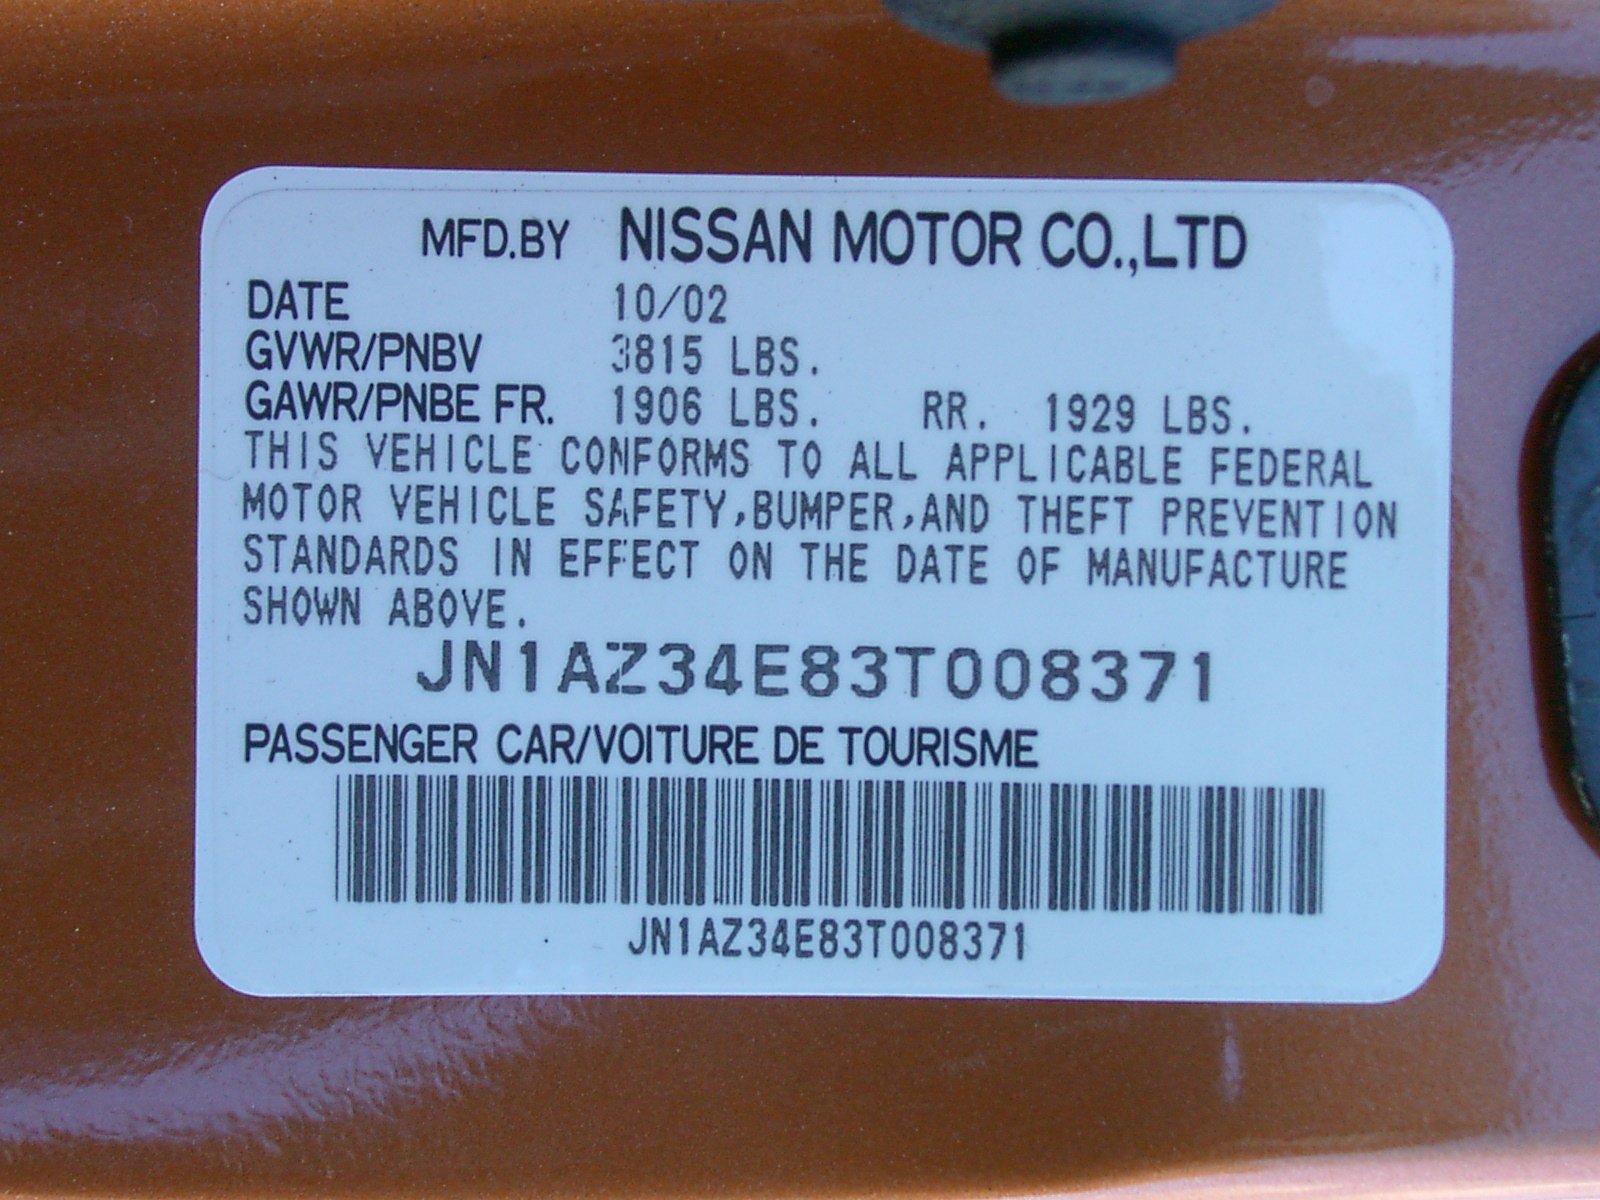 MFD.BY NISSAN MOTOR CO.,LTD
DATE 10/02
GVWR/PNBV 3815 LBS.
GAWR/PNBE FR. 1906 LBS. RR. 1929 LBS.
THIS VEHICLE CONFORMS TO ALL APPLICABLE FEDERAL
MOTOR VEHICLE SAFETY,BUMPER,AND THEFT PREVENTION
STANDARDS IN EFFECT ON THE DATE OF MANUFACTURE
SHOWN ABOVE.
JN1AZ34E83T008371
PASSENGER CAR/VOITURE DE TOURISME
JN1AZ34E83T008371